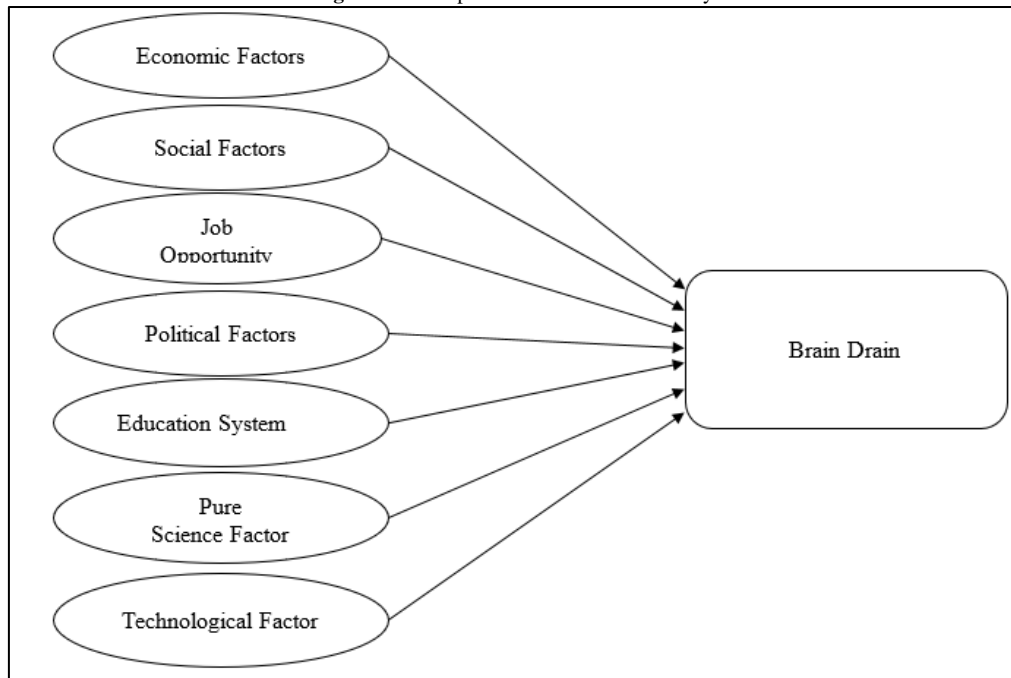 Economic Factors
Social Factors
Job
Opportunity
Political Factors
Education System
Pure
Science Factor
Technological Factor
Brain Drain